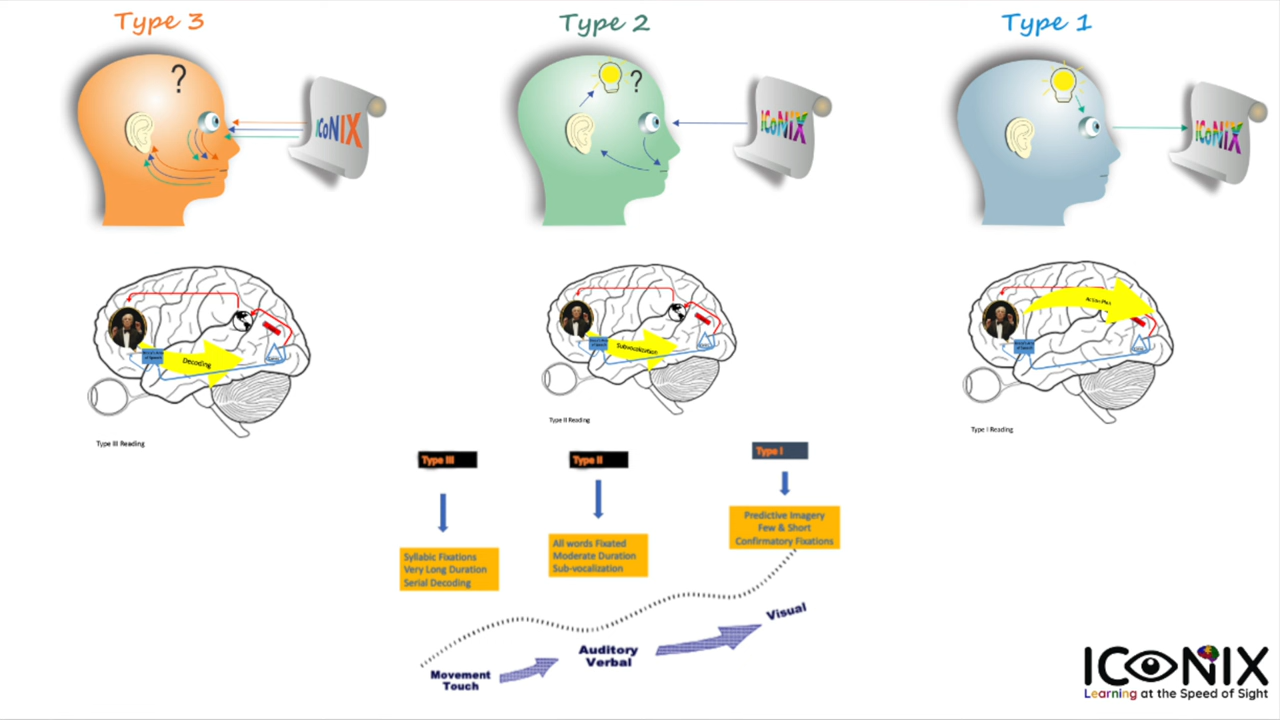 Type 3
Type 2
Type 1
?
?
ICONIX
ICONIX
ICONIX
Decoding
Subvocalization
Action Plan
Type III Reading
Type II Reading
Type I Reading
Type III
Type II
Type I
Syllabic Fixations
Very Long Duration
Serial Decoding
All words Fixated
Moderate Duration
Sub-vocalization
Predictive Imagery
Few & Short
Confirmatory Fixations
Movement
Touch
Auditory
Verbal
Visual
ICONIX
Learning at the Speed of Sight